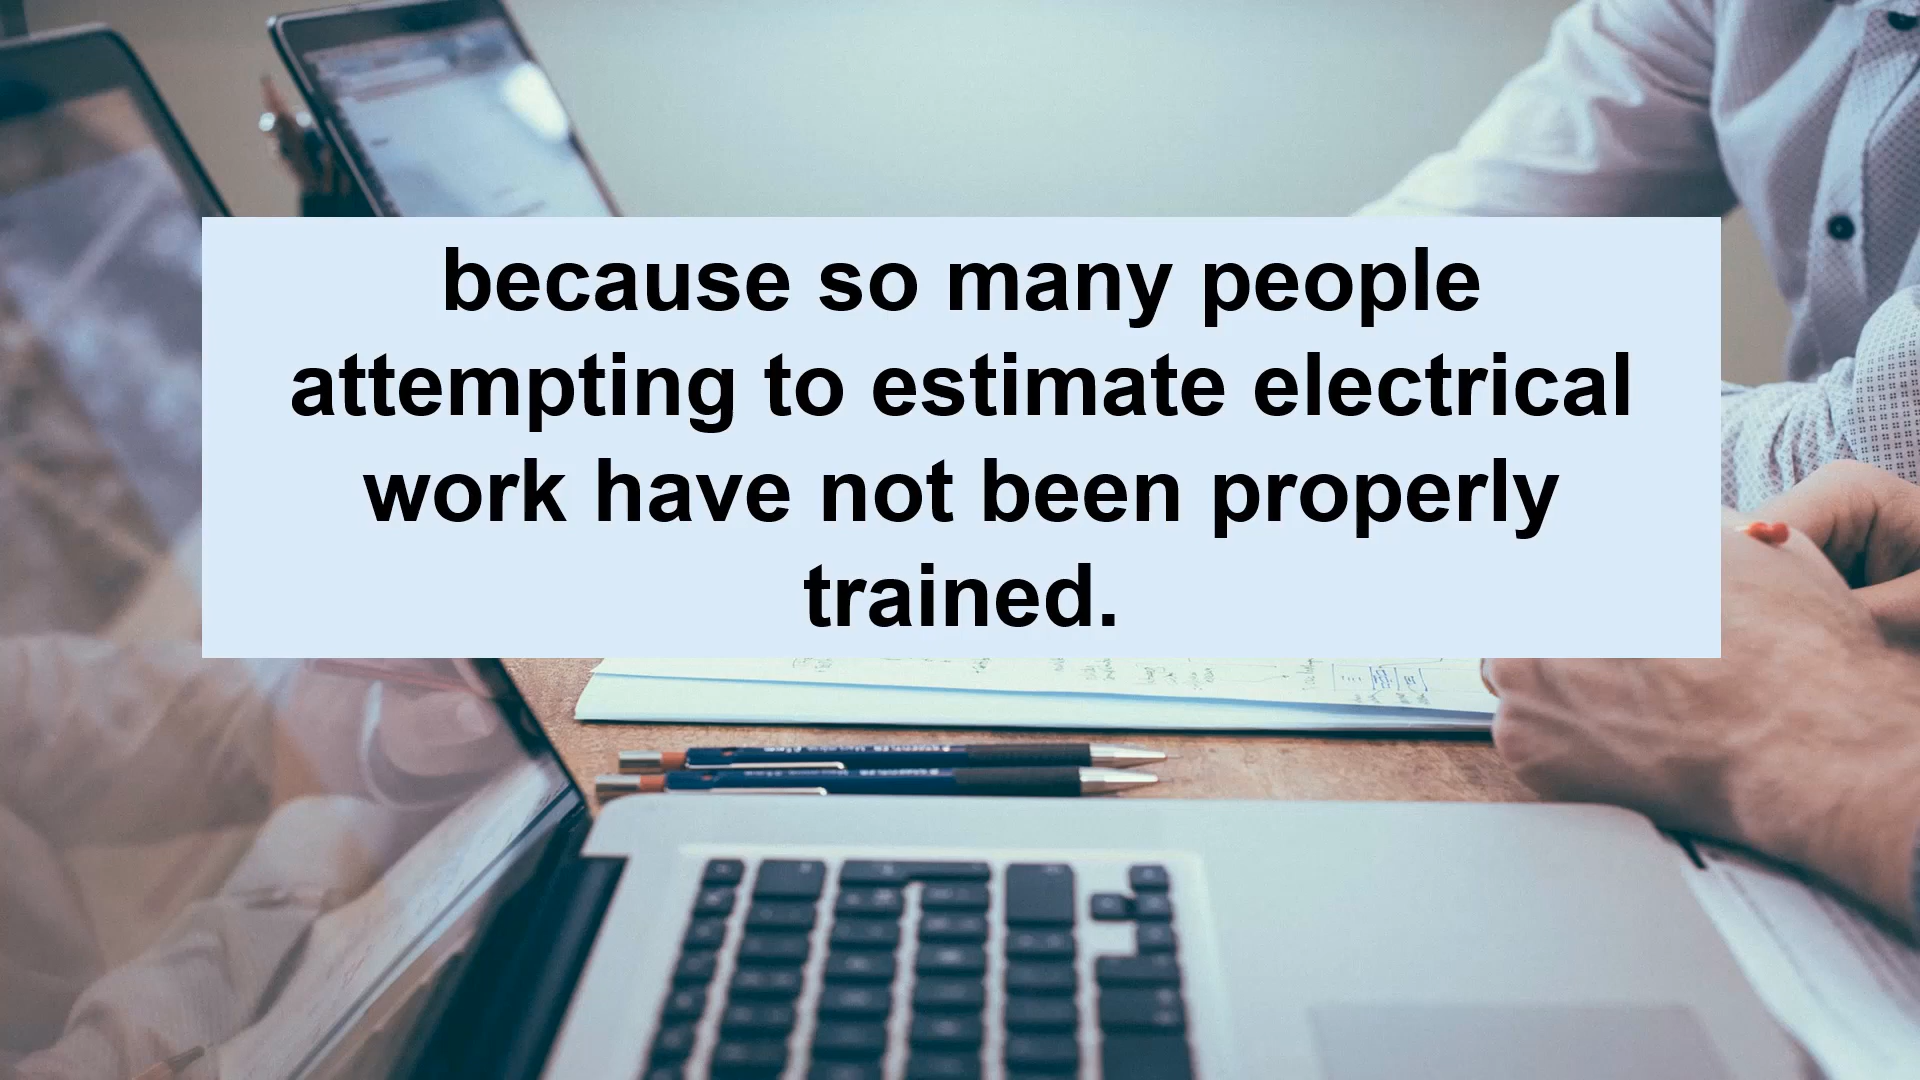 because so many people
attempting to estimate electrical
work have not been properly
trained.